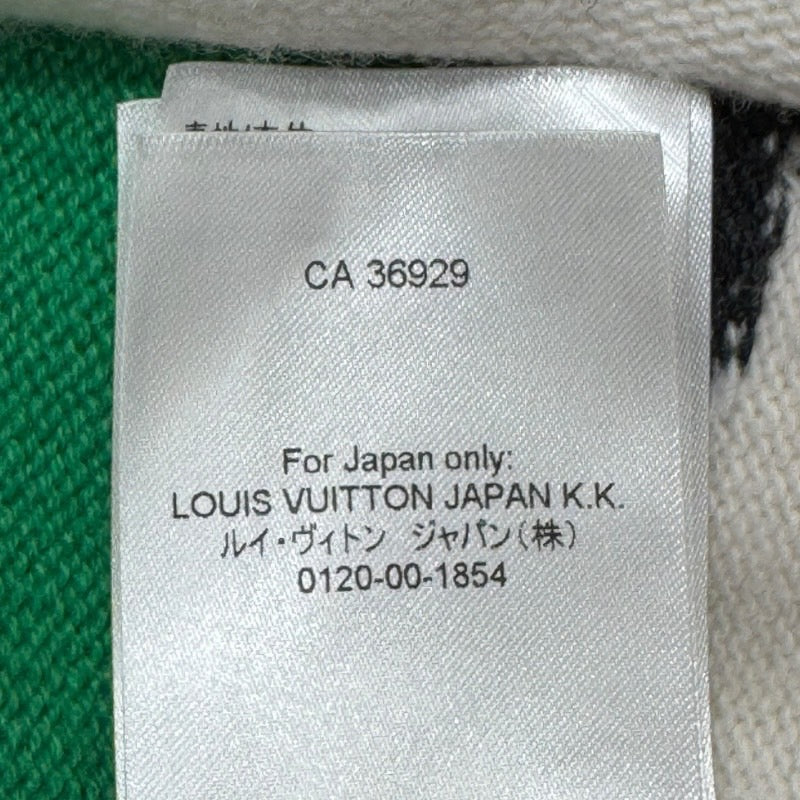 CA 36929
For Japan only:
LOUIS VUITTON JAPAN K.K.
ルイ・ヴィトン ジャパン(株)
0120-00-1854